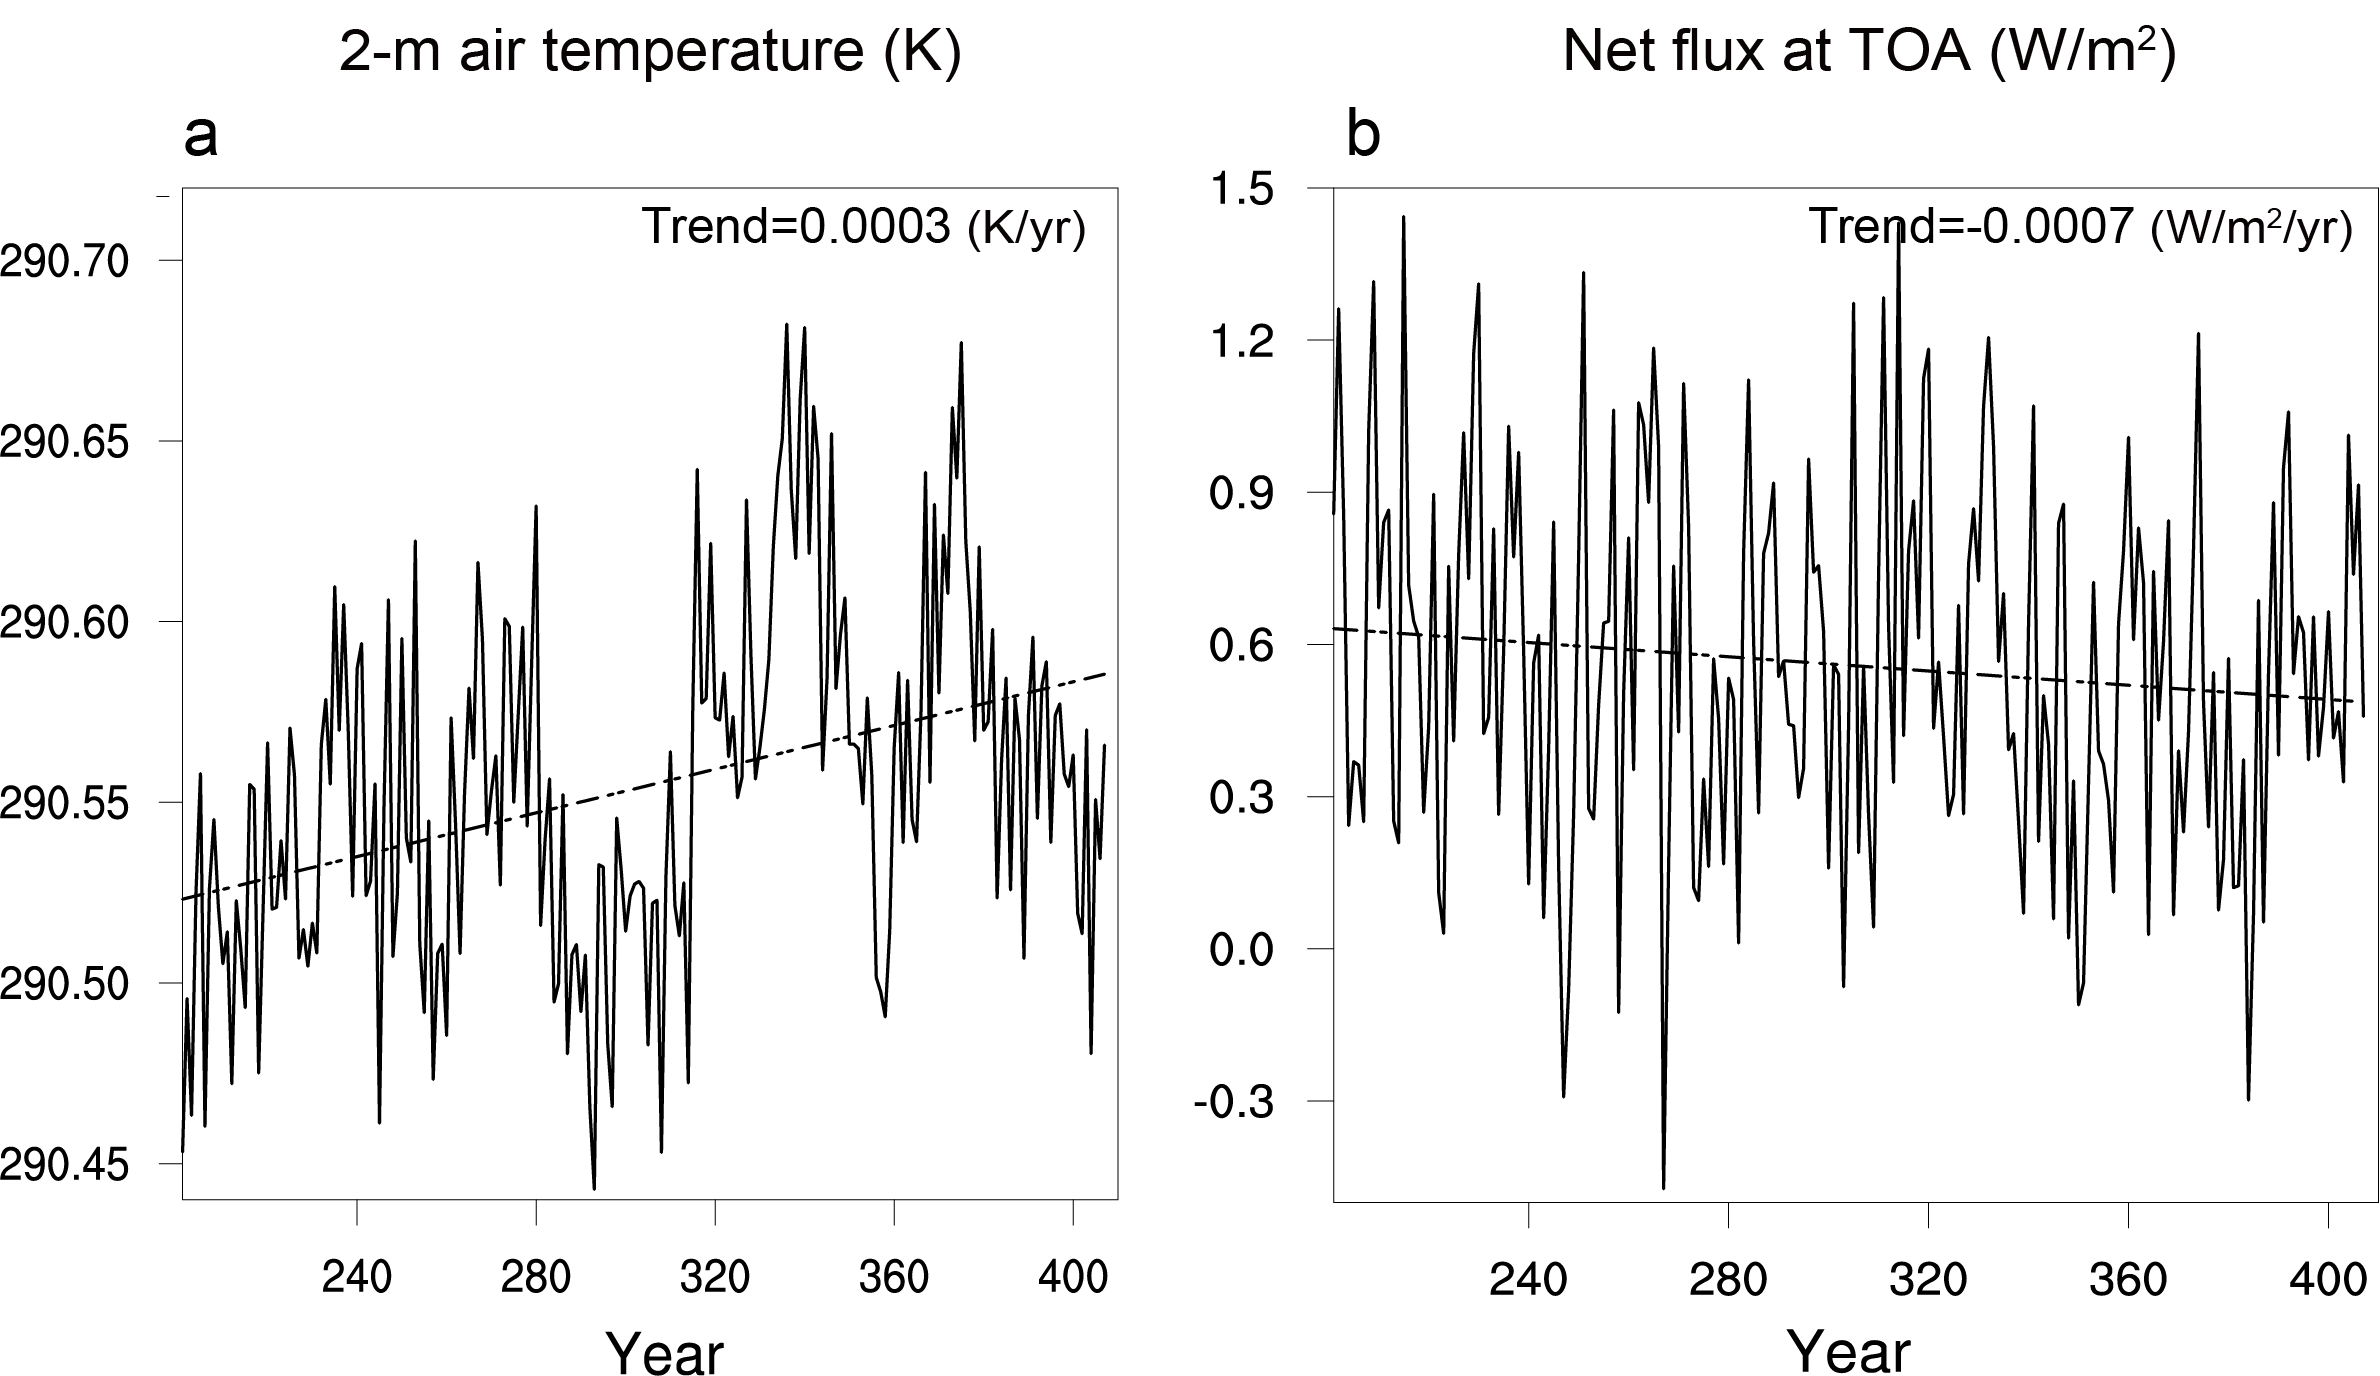 2-m air temperature (K)
a
Trend=0.0003 (K/yr)
290.70
290.65
290.60
290.55
290.50
290.45
240 280 320 360 400
Year
Net flux at TOA (W/m²)
b
Trend=-0.0007 (W/m²/yr)
1.5
1.2
0.9
0.6
0.3
0.0
-0.3
240 280 320 360 400
Year